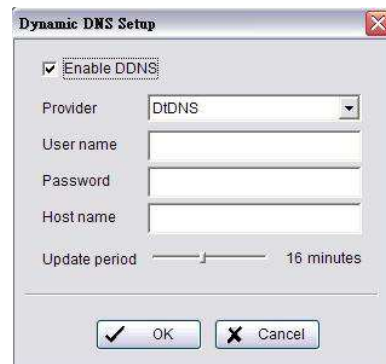 Dynamic DNS Setup
Enable DDNS
Provider DtDNS
User name
Password
Host name
Update period 16 minutes
OK Cancel